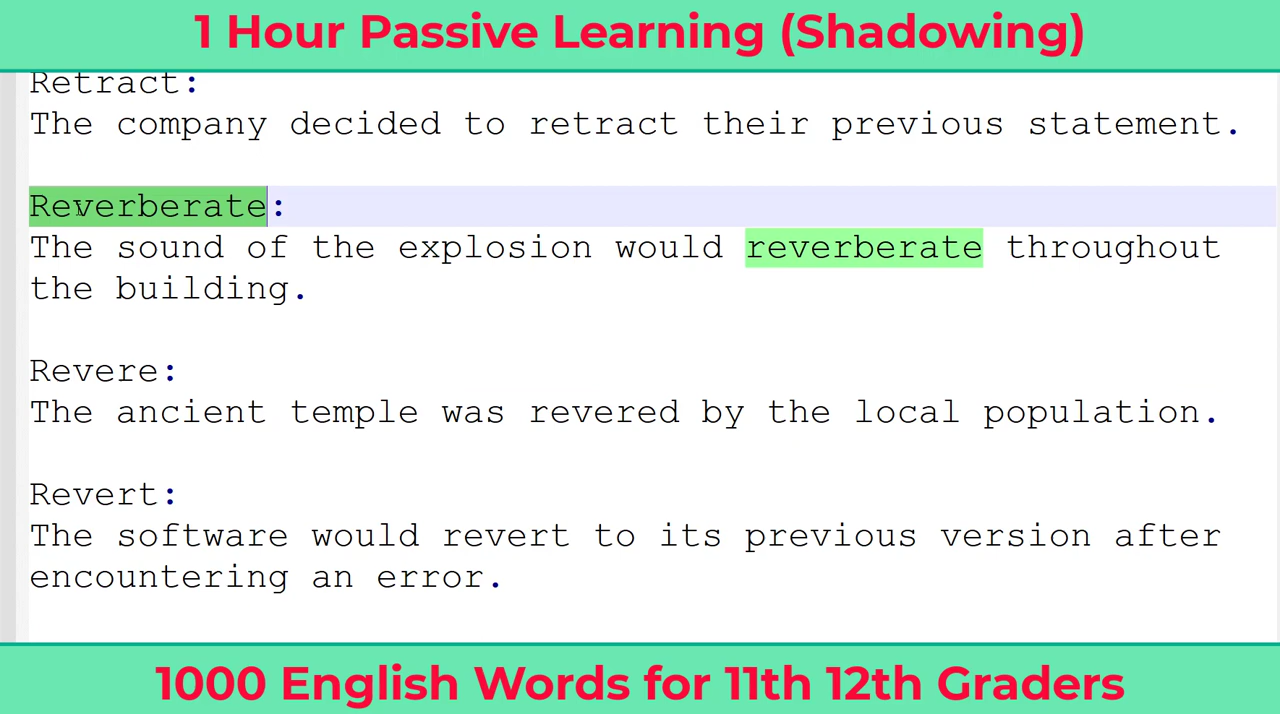 1 Hour Passive Learning (Shadowing)
Retract:
The company decided to retract their previous statement.
Reverberate:
The sound of the explosion would reverberate throughout
the building.
Revere:
The ancient temple was revered by the local population.
Revert:
The software would revert to its previous version after
encountering an error.
1000 English Words for 11th 12th Graders